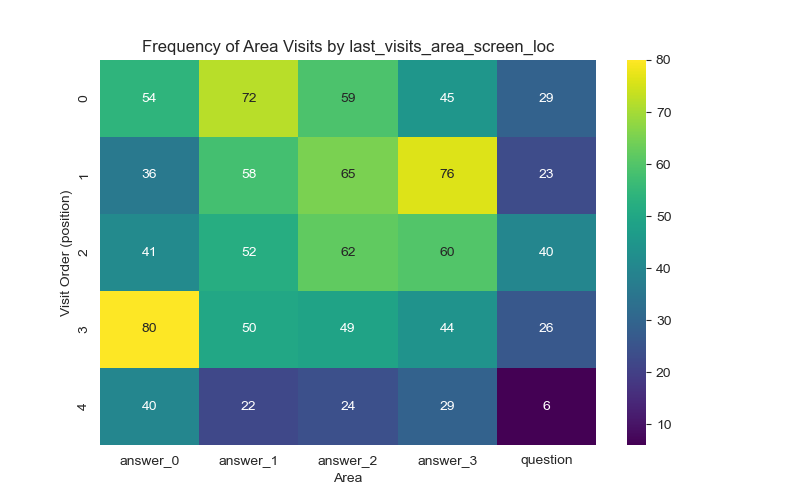 Frequency of Area Visits by last_visits_area_screen_loc
Visit Order (position)
0 54 72 59 45 29
1 36 58 65 76 23
2 41 52 62 60 40
3 80 50 49 44 26
4 40 22 24 29 6
answer_0 answer_1 answer_2 answer_3 question
Area
80
70
60
50
40
30
20
10